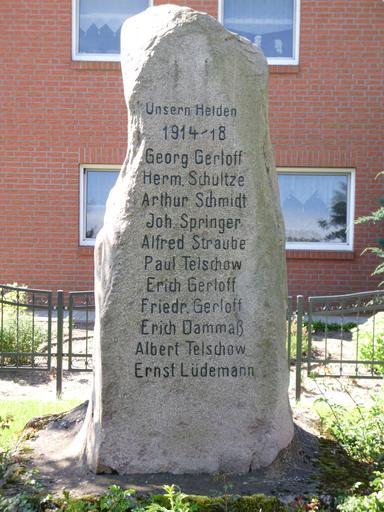 Unsern Helden
1914-18
Georg Gerloff
Herm. Schultze
Arthur Schmidt
Joh. Springer
Alfred Straube
Paul Telschow
Erich Gerloff
Friedr. Gerloff
Erich Dammaß
Albert Telschow
Ernst Lüdemann